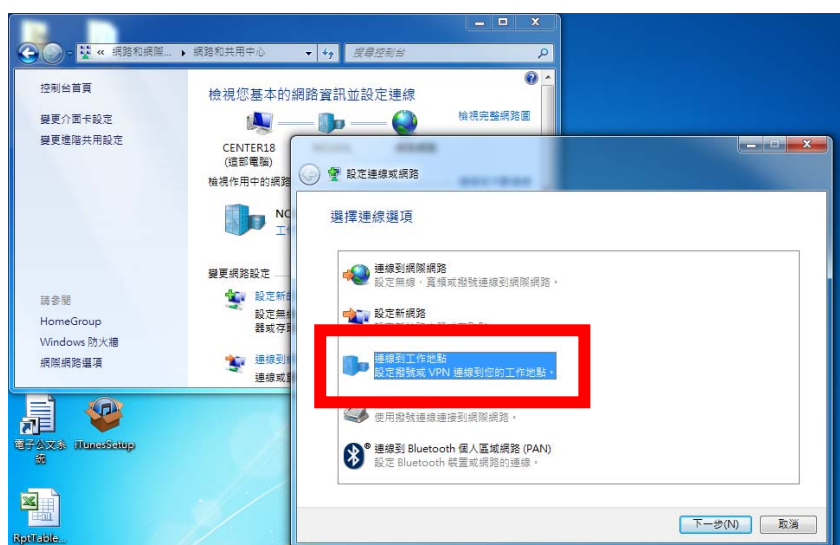 « 網路和網際... ▸ 網路和共用中心
搜尋控制台
控制台首頁
變更介面卡設定
變更進階共用設定
請參閱
HomeGroup
Windows 防火牆
網際網路選項
檢視您基本的網路資訊並設定連線
檢視完整網路圖
CENTER18
(這部電腦)
檢視作用中的網路
變更網路設定
設定新的
設定無線
器或存取
連線到網
設定連線或網路
選擇連線選項
連線到網際網路
設定無線、寬頻或撥號連線到網際網路。
設定新網路
連線到工作地點
設定撥號或 VPN 連線到您的工作地點。
使用撥號連線連接到網際網路。
連線到 Bluetooth 個人區域網路 (PAN)
設定 Bluetooth 裝置或網路的連線。
下一步(N)
取消
電子公文系
iTunesSetup
統
RptTable...